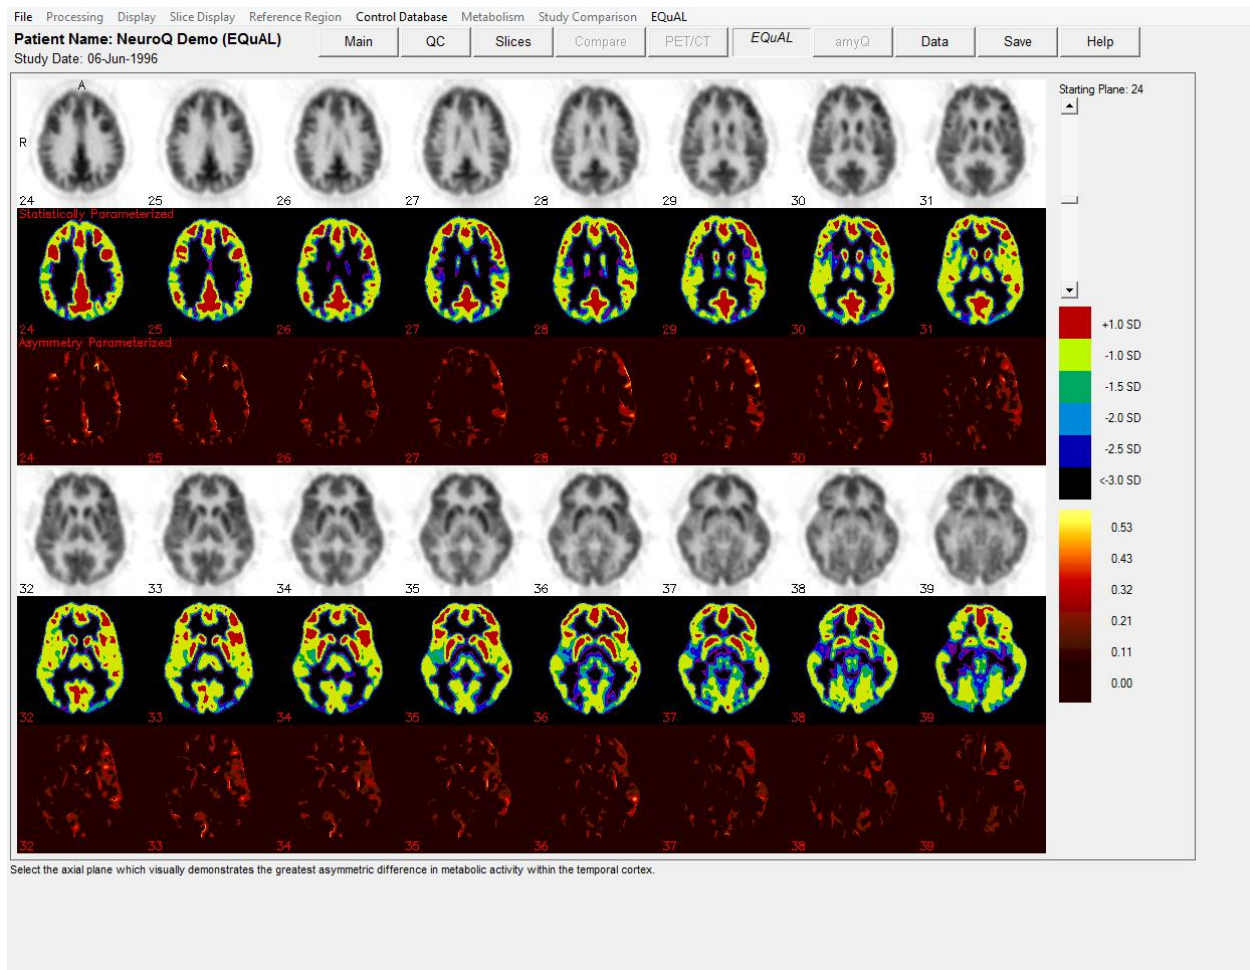 File Processing Display Slice Display Reference Region Control Database Metabolism Study Comparison EQuAL
Patient Name: NeuroQ Demo (EQuAL)
Main QC Slices Compare PET/CT EQuAL amyQ Data Save Help
Study Date: 06-Jun-1996
Starting Plane: 24
A
R
24 25 26 27 28 29 30 31
Statistically Parameterized
24 25 26 27 28 29 30 31
Asymmetry Parameterized
24 25 26 27 28 29 30 31
+1.0 SD
-1.0 SD
-1.5 SD
-2.0 SD
-2.5 SD
<-3.0 SD
32 33 34 35 36 37 38 39
0.53
0.43
0.32
0.21
0.11
0.00
32 33 34 35 36 37 38 39
32 33 34 35 36 37 38 39
Select the axial plane which visually demonstrates the greatest asymmetric difference in metabolic activity within the temporal cortex.